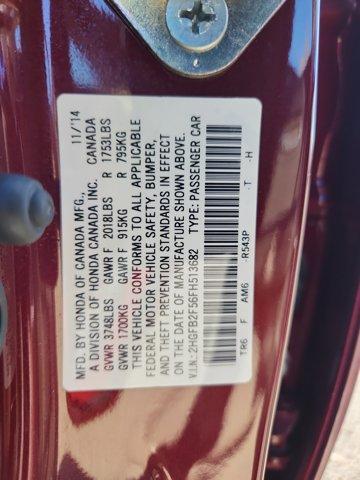 MFD. BY HONDA OF CANADA MFG., 11/'14
A DIVISION OF HONDA CANADA INC. CANADA
GVWR 3748LBS GAWR F 2018LBS R 1753LBS
GVWR 1700KG GAWR F 915KG R 795KG
THIS VEHICLE CONFORMS TO ALL APPLICABLE
FEDERAL MOTOR VEHICLE SAFETY, BUMPER,
AND THEFT PREVENTION STANDARDS IN EFFECT
ON THE DATE OF MANUFACTURE SHOWN ABOVE.
V.I.N.: 2HGFB2F56FH513682 TYPE: PASSENGER CAR
TR6 F AM6 -R543P -T -H